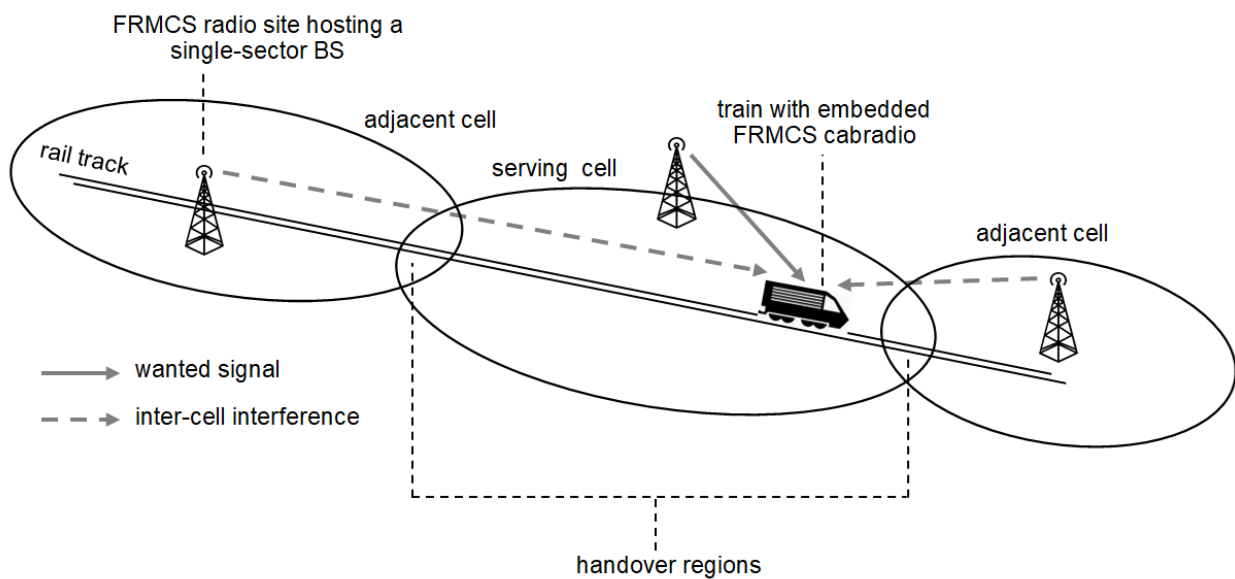 FRMCS radio site hosting a
single-sector BS
adjacent cell
train with embedded
FRMCS cabradio
rail track
serving cell
adjacent cell
wanted signal
inter-cell interference
handover regions